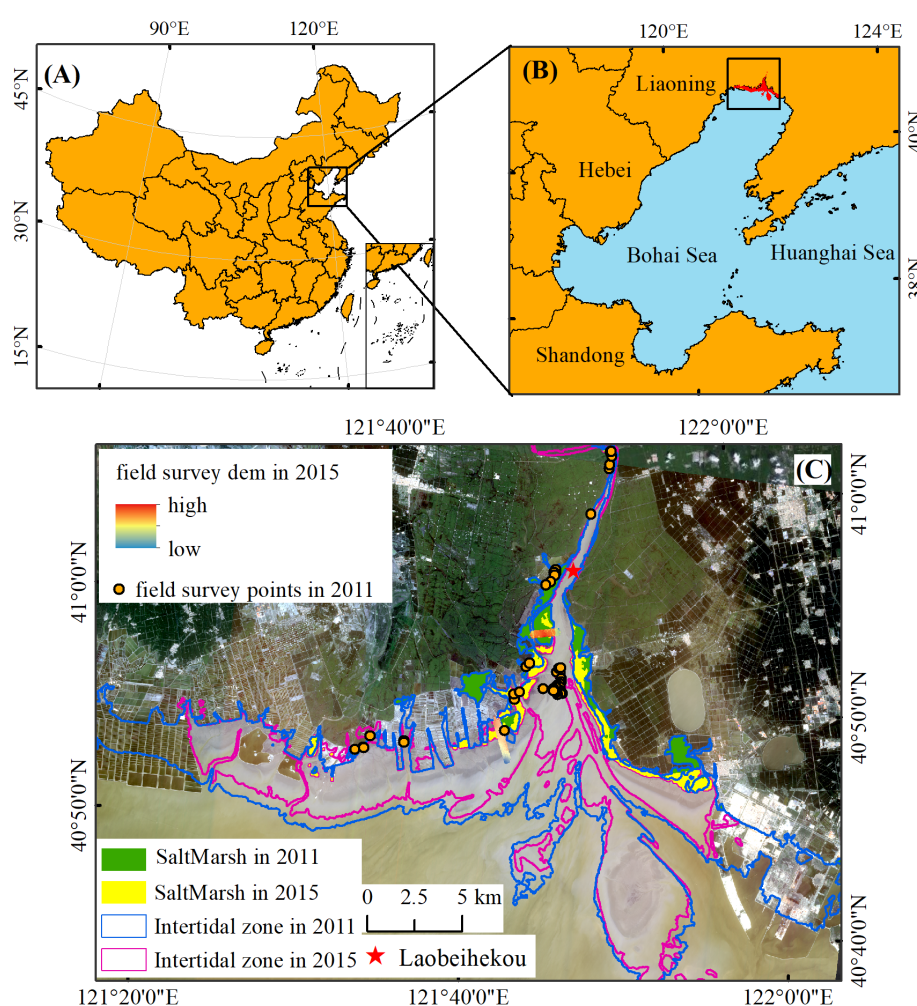 90°N
120°N
120°E
124°E
(A)
45°N
30°N
15°N
(B)
Liaoning
Hebei
Bohai Sea
Huanghai Sea
Shandong
40°N
38°N
121°40'0"E
122°0'0"E
(C)
field survey dem in 2015
high
low
field survey points in 2011
41°0'0"N
41°0'0"N
40°50'0"N
40°50'0"N
40°40'0"N
SaltMarsh in 2011
SaltMarsh in 2015
Intertidal zone in 2011
Intertidal zone in 2015
0 2.5 5 km
Laobeihekou
121°20'0"E
121°40'0"E
122°0'0"E